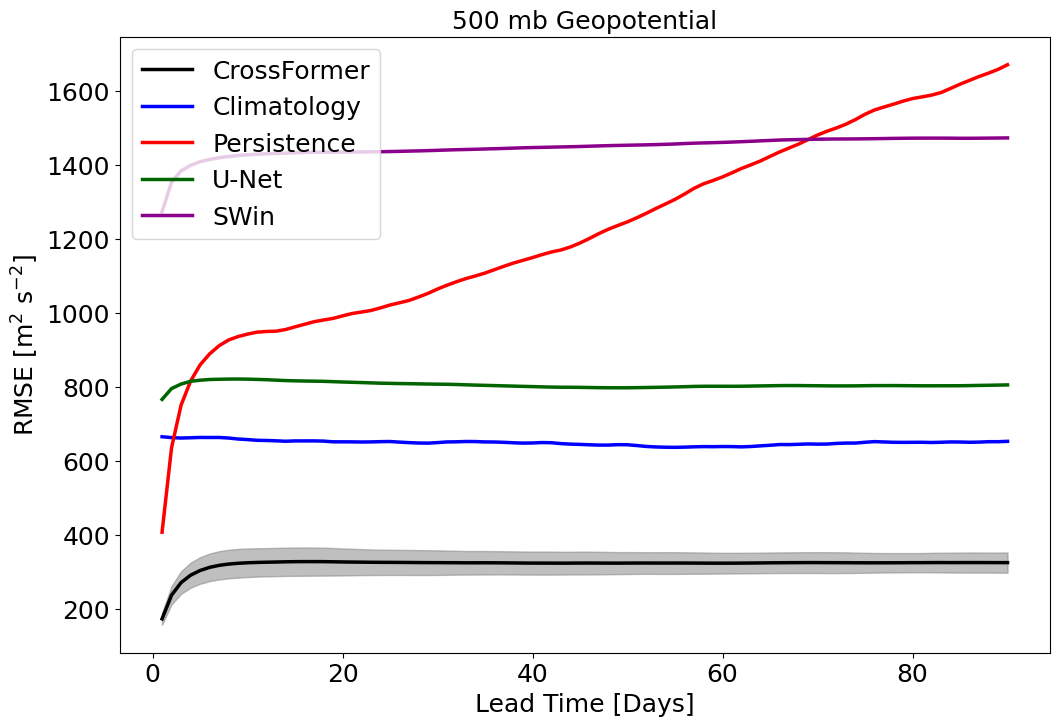 500 mb Geopotential
CrossFormer
Climatology
Persistence
U-Net
SWin
RMSE [m² s⁻²]
1600
1400
1200
1000
800
600
400
200
0 20 40 60 80
Lead Time [Days]